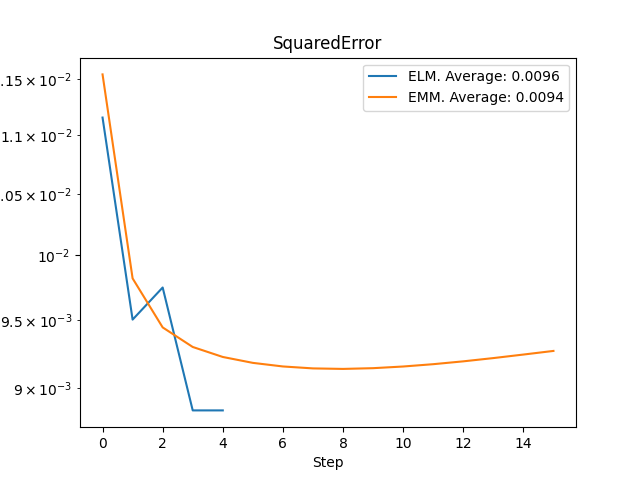 SquaredError
ELM. Average: 0.0096
EMM. Average: 0.0094
.15 × 10⁻²
1.1 × 10⁻²
.05 × 10⁻²
10⁻²
9.5 × 10⁻³
9 × 10⁻³
0 2 4 6 8 10 12 14
Step